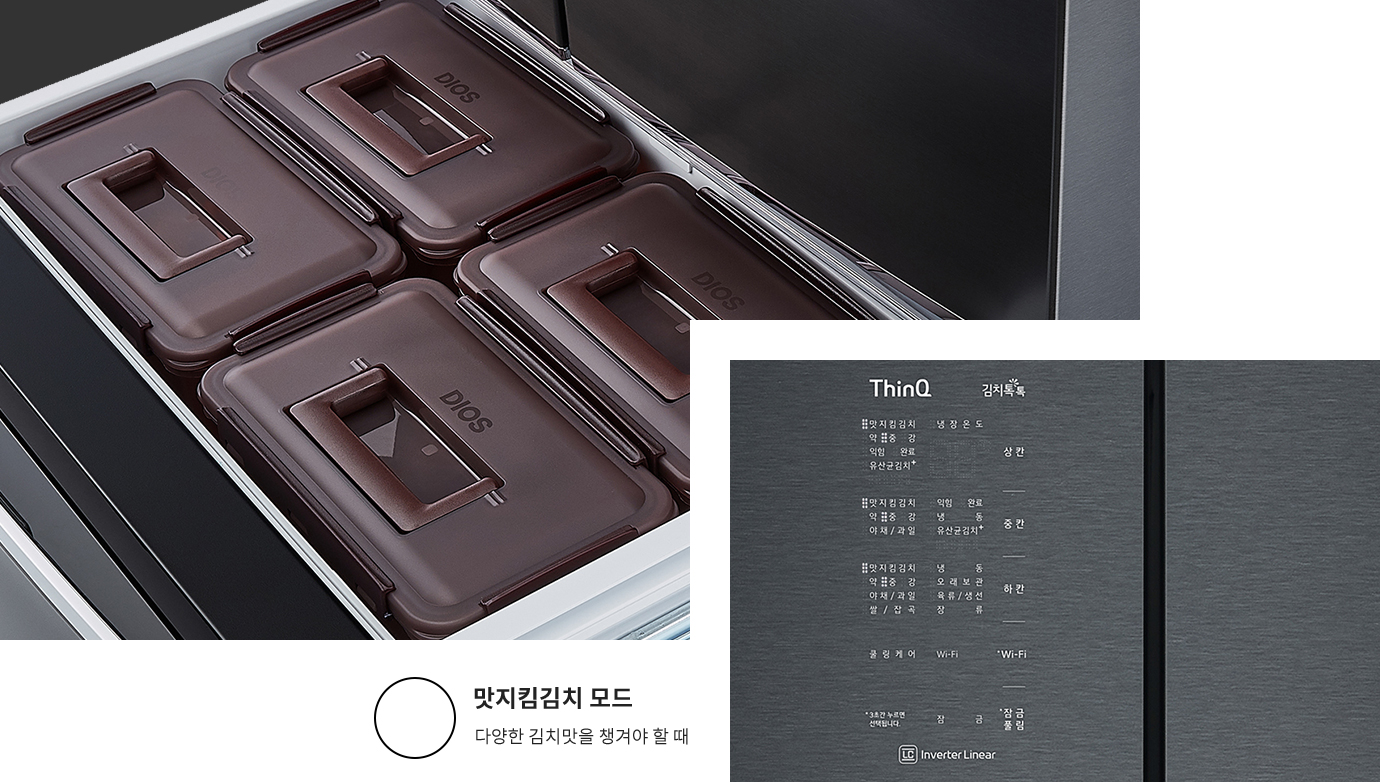 DIOS
DIOS
DIOS
DIOS
ThinQ 김치톡톡
맛지킴김치 냉장온도
약 중 강
익힘 완료
유산균김치+
상칸
맛지킴김치 익힘 완료
약 중 강 냉동
야채/과일 유산균김치+
중칸
맛지킴김치 냉동
약 중 강 오래보관
야채/과일 육류/생선
쌀/잡곡 장류
하칸
쿨링케어 Wi-Fi *Wi-Fi
*3초간 누르면
선택됩니다.
잠금
*잠금
풀림
LC Inverter Linear
맛지킴김치 모드
다양한 김치맛을 챙겨야 할 때